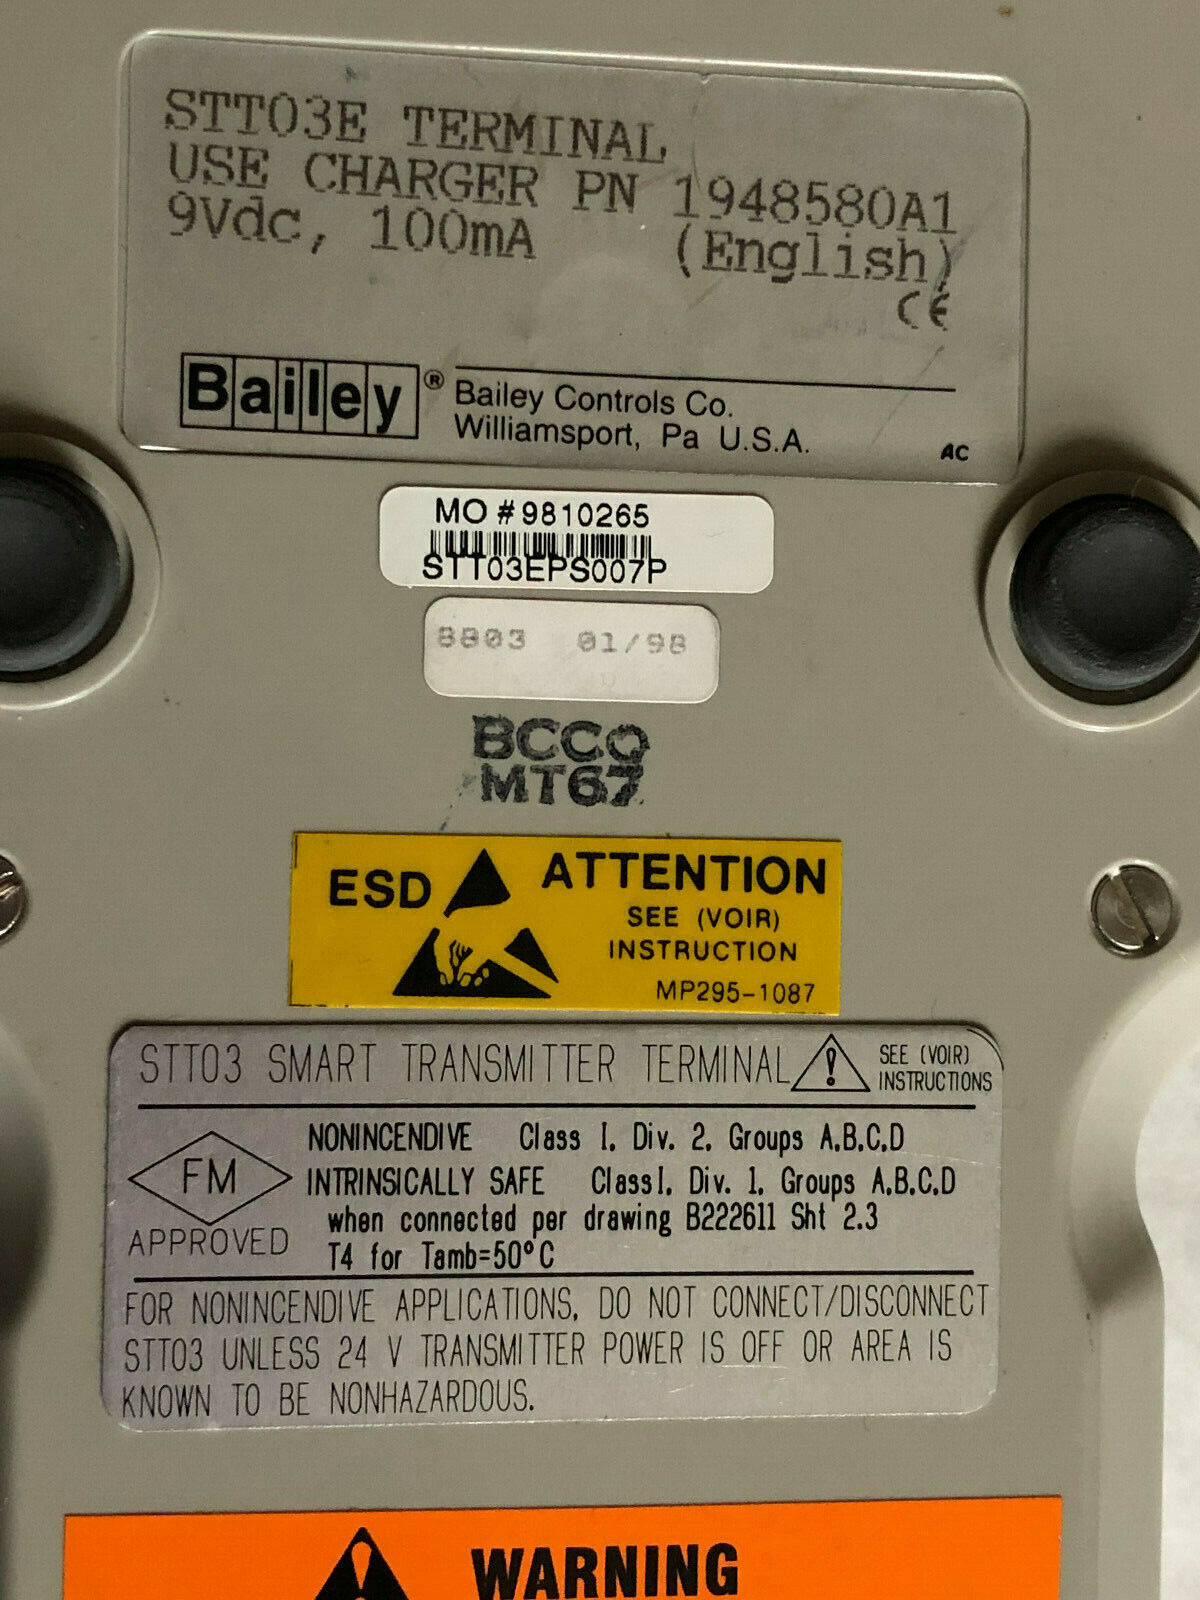 STT03E TERMINAL
USE CHARGER PN 1948580A1
9Vdc, 100mA (English)
CE
Bailey® Bailey Controls Co.
Williamsport, Pa U.S.A.
AC
MO #9810265
STT03EPS007P
8803 01/98
BCCO
MT67
ESD ATTENTION
SEE (VOIR)
INSTRUCTION
MP295-1087
STT03 SMART TRANSMITTER TERMINAL ! SEE (VOIR)
INSTRUCTIONS
FM
APPROVED
NONINCENDIVE Class I. Div. 2. Groups A.B.C.D
INTRINSICALLY SAFE Class I. Div. 1. Groups A.B.C.D
when connected per drawing B222611 Sht 2.3
T4 for Tamb=50°C
FOR NONINCENDIVE APPLICATIONS, DO NOT CONNECT/DISCONNECT
STT03 UNLESS 24 V TRANSMITTER POWER IS OFF OR AREA IS
KNOWN TO BE NONHAZARDOUS.
WARNING